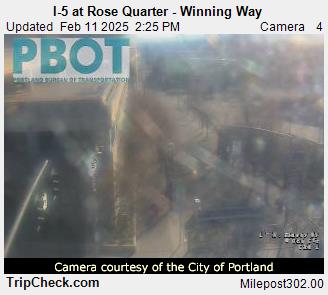 I-5 at Rose Quarter - Winning Way
Updated Feb 11 2025 2:25 PM Camera 4
PBOT
PORTLAND BUREAU OF TRANSPORTATION
Camera courtesy of the City of Portland
TripCheck.com Milepost302.00